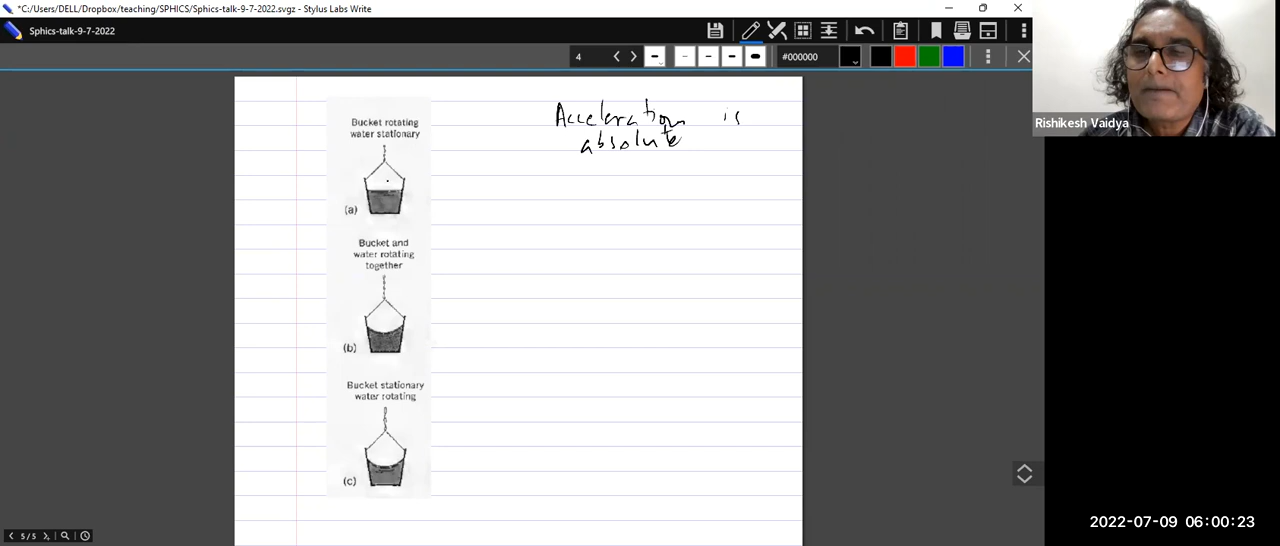 *C:/Users/DELL/Dropbox/teaching/SPHICS/Sphics-talk-9-7-2022.svgz - Stylus Labs Write
Sphics-talk-9-7-2022
4
#000000
Rishikesh Vaidya
Bucket rotating
water stationary
(a)
Bucket and
water rotating
together
(b)
Bucket stationary
water rotating
(c)
Acceleration is
absolute
5/5
2022-07-09 06:00:23